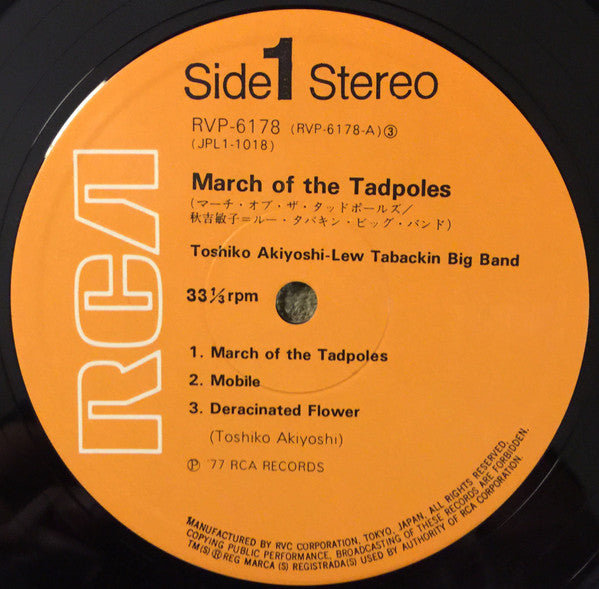 RCA
Side 1 Stereo
RVP-6178 (RVP-6178-A)③
(JPL1-1018)
March of the Tadpoles
(マーチ・オブ・ザ・タッドポールズ/
秋吉敏子=ルー・タバキン・ビッグ・バンド)
Toshiko Akiyoshi-Lew Tabackin Big Band
33 1/3 rpm
1. March of the Tadpoles
2. Mobile
3. Deracinated Flower
(Toshiko Akiyoshi)
Ⓟ '77 RCA RECORDS
MANUFACTURED BY RVC CORPORATION, TOKYO, JAPAN, ALL RIGHTS RESERVED,
COPYING PUBLIC PERFORMANCE, BROADCASTING OF THESE RECORDS ARE FORBIDDEN.
TM(S) ® REG MARCA (S) REGISTRADA(S) USED BY AUTHORITY OF RCA CORPORATION.